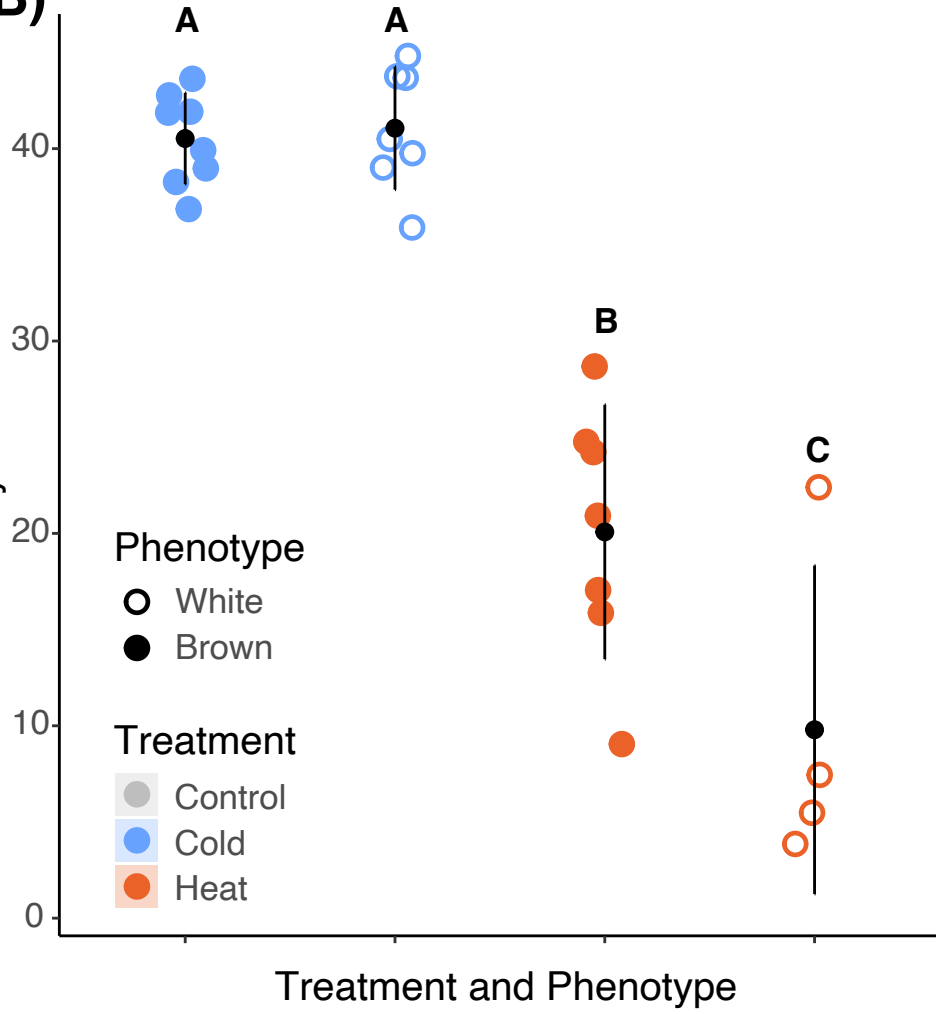 B)
A A
40
30
B
C
20
Phenotype
White
Brown
10
Treatment
Control
Cold
Heat
0
Treatment and Phenotype